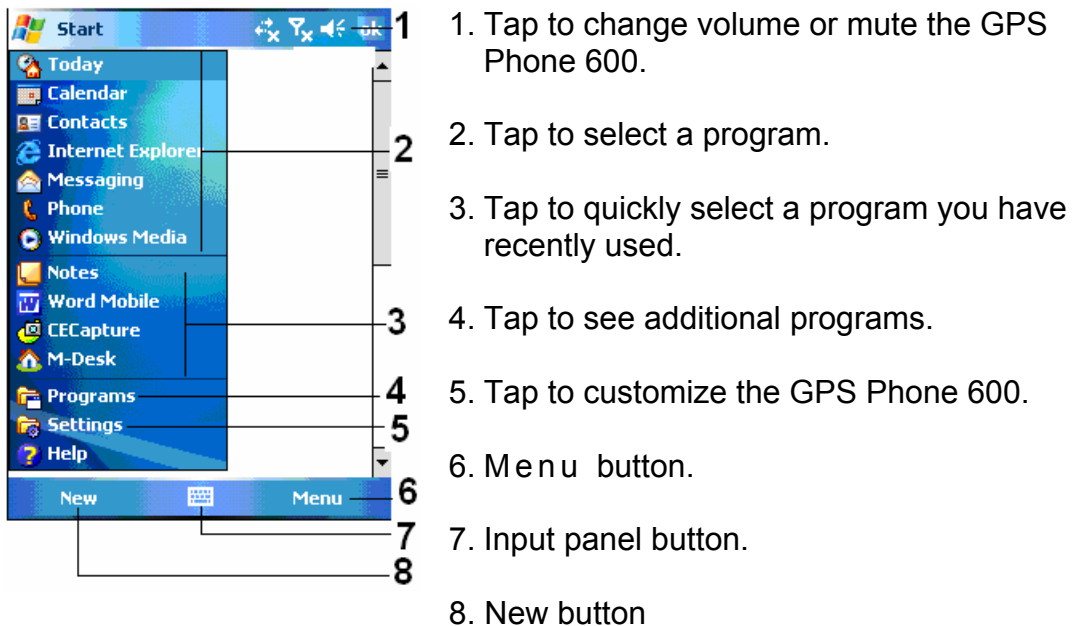 Start ok 1
Today
Calendar
Contacts
Internet Explorer
2
Messaging
Phone
Windows Media
Notes
Word Mobile
CECapture
3
M-Desk
Programs 4
Settings 5
Help
New Menu 6
7
8
1. Tap to change volume or mute the GPS
Phone 600.
2. Tap to select a program.
3. Tap to quickly select a program you have
recently used.
4. Tap to see additional programs.
5. Tap to customize the GPS Phone 600.
6. Menu button.
7. Input panel button.
8. New button